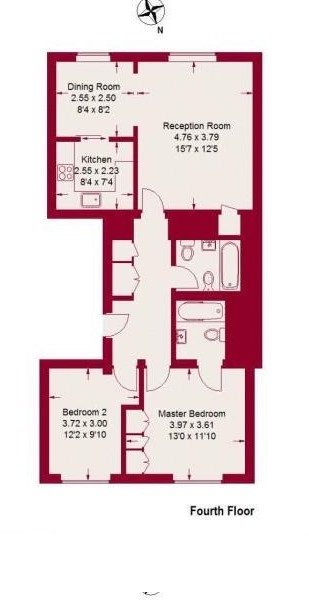 N
Dining Room
2.55 x 2.50
8'4 x 8'2
Reception Room
4.76 x 3.79
15'7 x 12'5
Kitchen
2.55 x 2.23
8'4 x 7'4
Bedroom 2
3.72 x 3.00
12'2 x 9'10
Master Bedroom
3.97 x 3.61
13'0 x 11'10
Fourth Floor